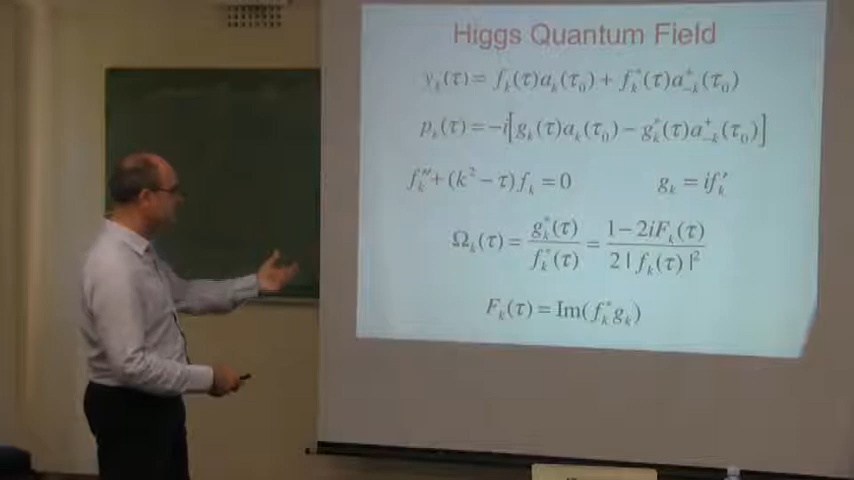 Higgs Quantum Field
y_k(τ) = f_k(τ)a_k(τ_0) + f_k^*(τ)a_{-k}^+(τ_0)
p_k(τ) = -i[g_k(τ)a_k(τ_0) - g_k^*(τ)a_{-k}^+(τ_0)]
f_k'' + (k^2 - τ)f_k = 0    g_k = if_k'
Ω_k(τ) = g_k^*(τ) / f_k^*(τ) = (1 - 2iF_k(τ)) / (2|f_k(τ)|^2)
F_k(τ) = Im(f_k^* g_k)